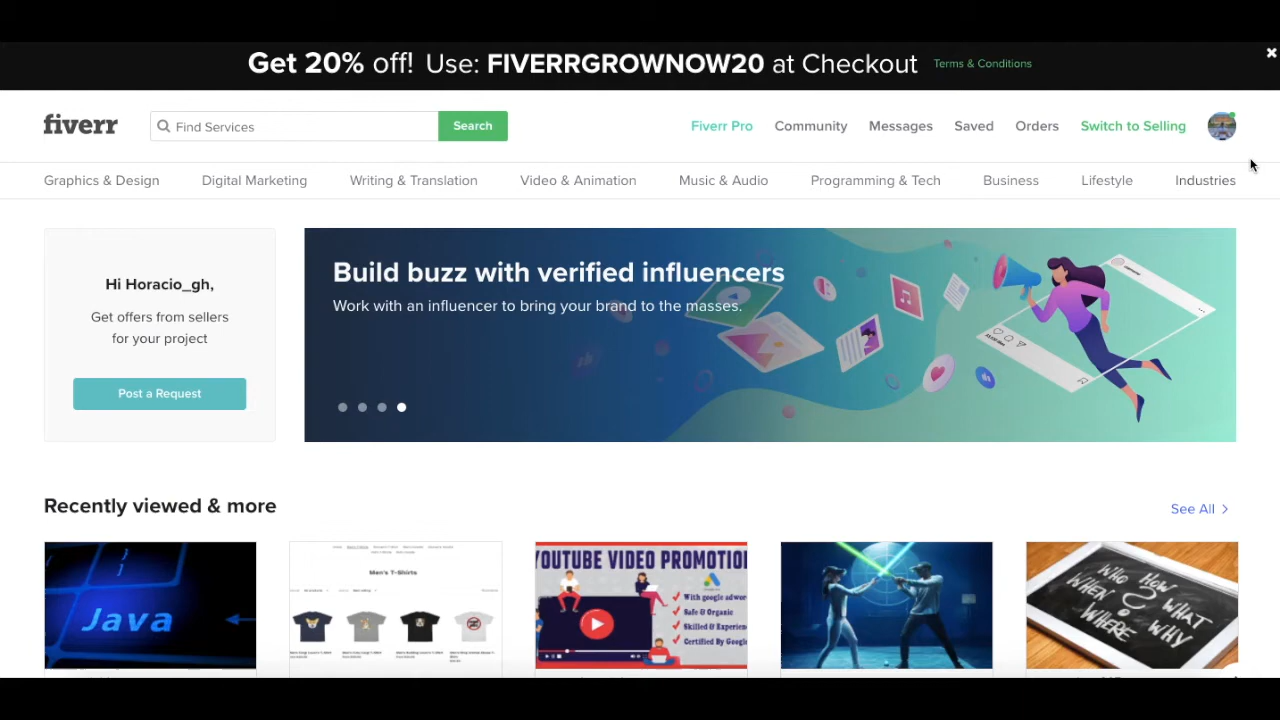 Get 20% off! Use: FIVERRGROWNOW20 at Checkout Terms & Conditions
fiverr
Find Services
Search
Fiverr Pro
Community
Messages
Saved
Orders
Switch to Selling
Graphics & Design
Digital Marketing
Writing & Translation
Video & Animation
Music & Audio
Programming & Tech
Business
Lifestyle
Industries
Hi Horacio_gh,
Get offers from sellers
for your project
Post a Request
Build buzz with verified influencers
Work with an influencer to bring your brand to the masses.
Recently viewed & more
See All
Java
Men's T-Shirts
YOUTUBE VIDEO PROMOTION
With google adwor
Safe & Organic
Skilled & Experien
Certified By Google
WHO HOW WHAT
WHEN ?
WHERE WHY